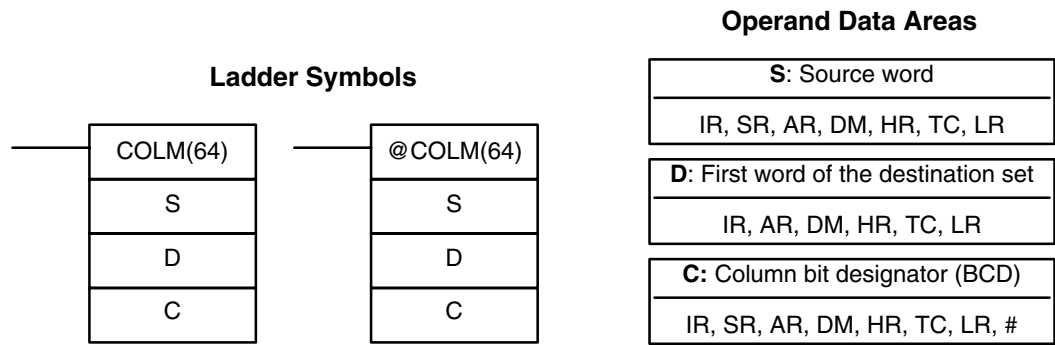 Ladder Symbols
COLM(64)
S
D
C
@COLM(64)
S
D
C
Operand Data Areas
S: Source word
IR, SR, AR, DM, HR, TC, LR
D: First word of the destination set
IR, AR, DM, HR, TC, LR
C: Column bit designator (BCD)
IR, SR, AR, DM, HR, TC, LR, #